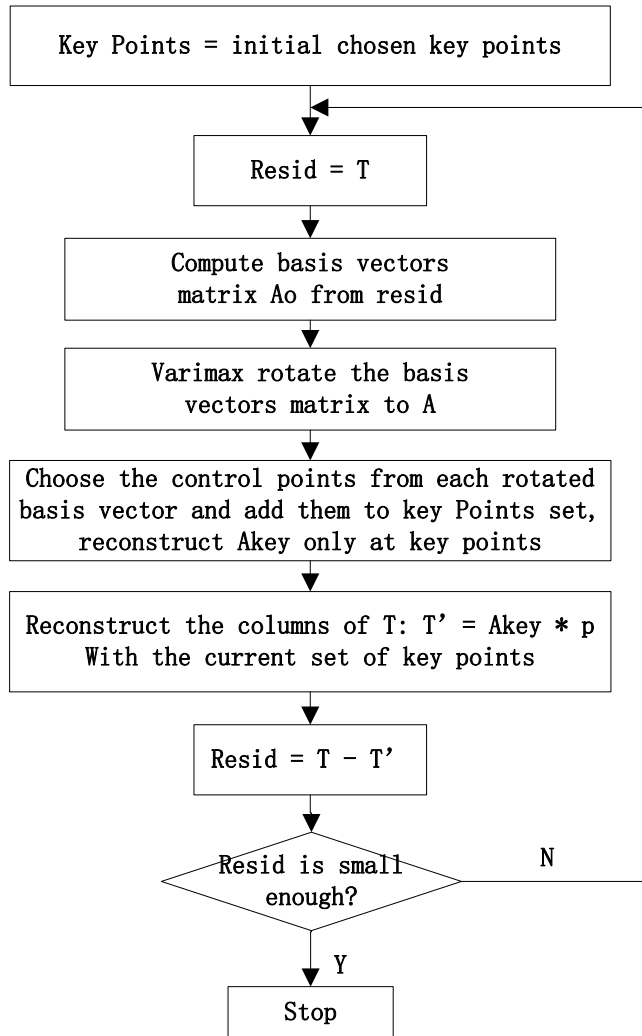 Key Points = initial chosen key points
Resid = T
Compute basis vectors
matrix Ao from resid
Varimax rotate the basis
vectors matrix to A
Choose the control points from each rotated
basis vector and add them to key Points set,
reconstruct Akey only at key points
Reconstruct the columns of T: T’ = Akey * p
With the current set of key points
Resid = T - T’
Resid is small
enough?
N
Y
Stop